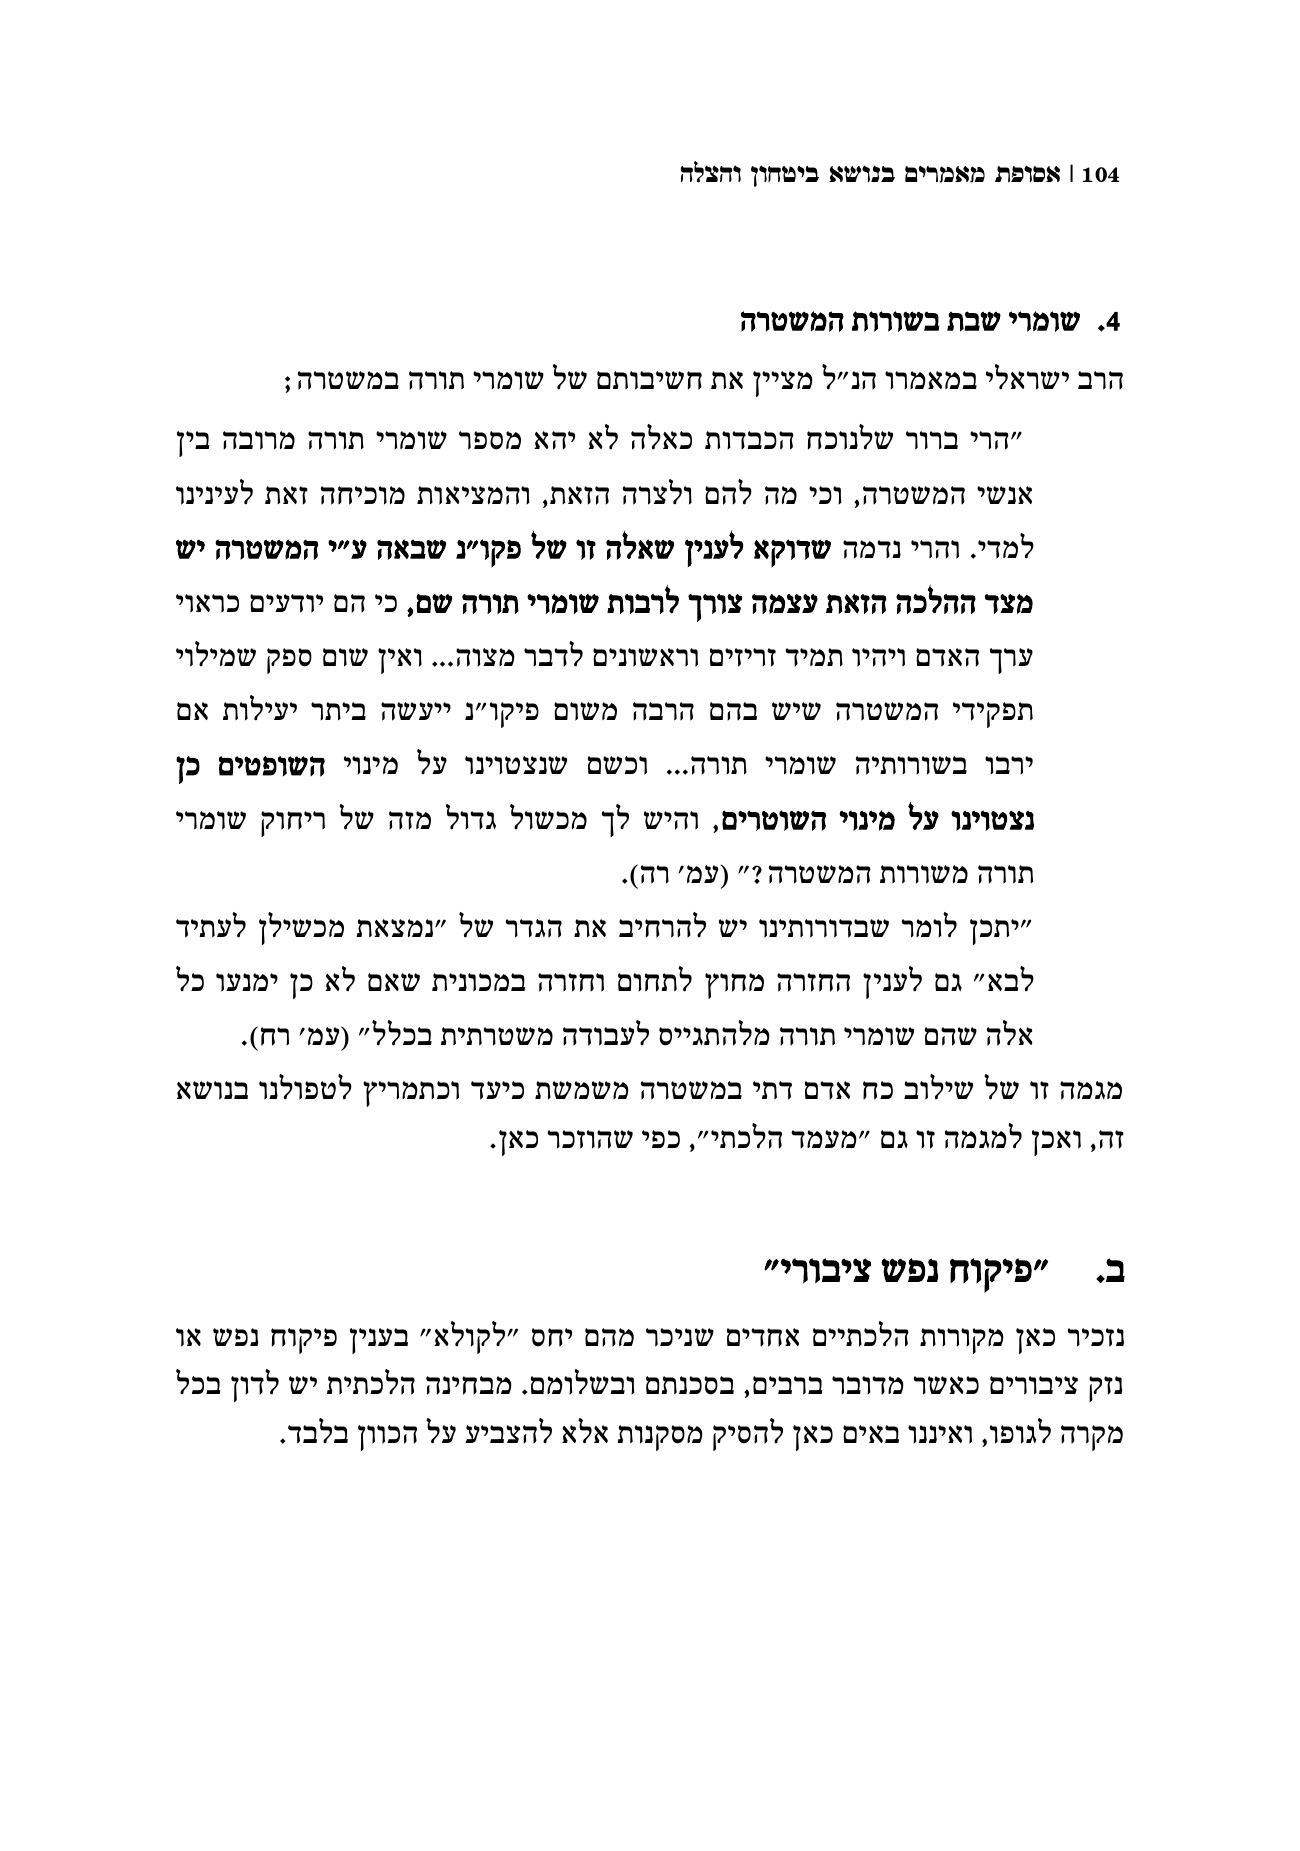 104 | אסופת מאמרים בנושא ביטחון והצלה
4. שומרי שבת בשורות המשטרה
הרב ישראלי במאמרו הנ״ל מציין את חשיבותם של שומרי תורה במשטרה;
״הרי ברור שלנוכח הכבדות כאלה לא יהא מספר שומרי תורה מרובה בין
אנשי המשטרה, וכי מה להם ולצרה הזאת, והמציאות מוכיחה זאת לעינינו
למדי. והרי נדמה שדוקא לענין שאלה זו של פקו״נ שבאה ע״י המשטרה יש
מצד ההלכה הזאת עצמה צורך לרבות שומרי תורה שם, כי הם יודעים כראוי
ערך האדם ויהיו תמיד זריזים וראשונים לדבר מצוה... ואין שום ספק שמילוי
תפקידי המשטרה שיש בהם הרבה משום פיקו״נ ייעשה ביתר יעילות אם
ירבו בשורותיה שומרי תורה... וכשם שנצטוינו על מינוי השופטים כן
נצטוינו על מינוי השוטרים, והיש לך מכשול גדול מזה של ריחוק שומרי
תורה משורות המשטרה?״ (עמ׳ רה).
״יתכן לומר שבדורותינו יש להרחיב את הגדר של ״נמצאת מכשילן לעתיד
לבא״ גם לענין החזרה מחוץ לתחום וחזרה במכונית שאם לא כן ימנעו כל
אלה שהם שומרי תורה מלהתגייס לעבודה משטרתית בכלל״ (עמ׳ רח).
מגמה זו של שילוב כח אדם דתי במשטרה משמשת כיעד וכתמריץ לטפולנו בנושא
זה, ואכן למגמה זו גם ״מעמד הלכתי״, כפי שהוזכר כאן.
ב. ״פיקוח נפש ציבורי״
נזכיר כאן מקורות הלכתיים אחדים שניכר מהם יחס ״לקולא״ בענין פיקוח נפש או
נזק ציבורים כאשר מדובר ברבים, בסכנתם ובשלומם. מבחינה הלכתית יש לדון בכל
מקרה לגופו, ואיננו באים כאן להסיק מסקנות אלא להצביע על הכוון בלבד.